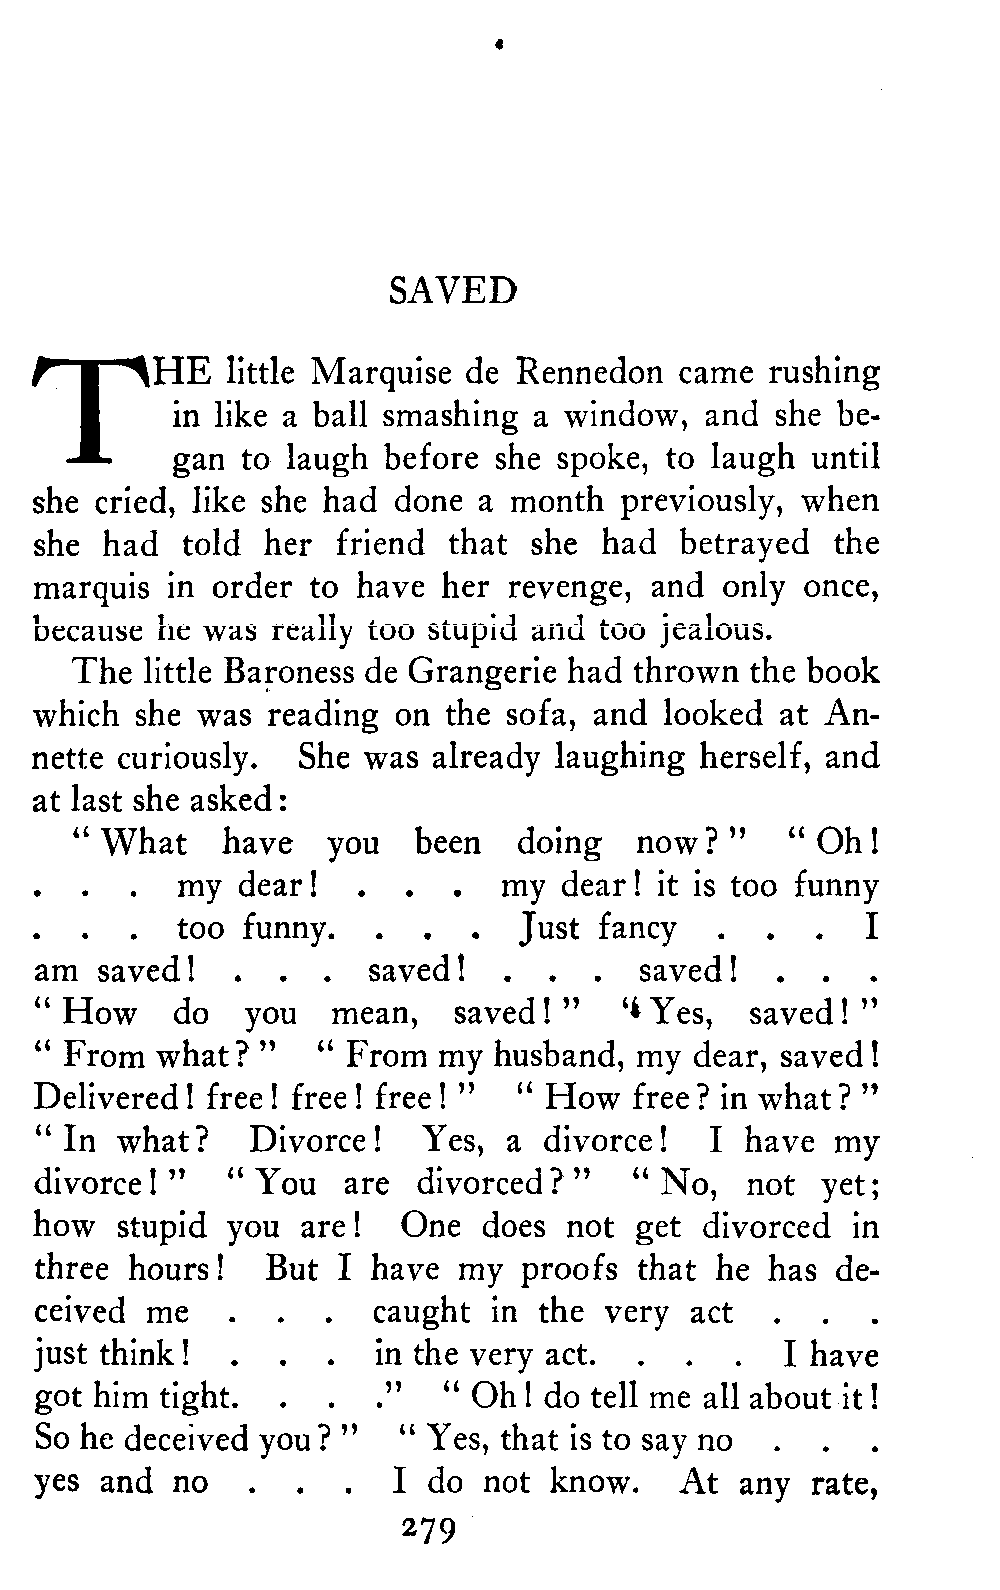 SAVED
THE little Marquise de Rennedon came rushing
in like a ball smashing a window, and she be-
gan to laugh before she spoke, to laugh until
she cried, like she had done a month previously, when
she had told her friend that she had betrayed the
marquis in order to have her revenge, and only once,
because he was really too stupid and too jealous.
The little Baroness de Grangerie had thrown the book
which she was reading on the sofa, and looked at An-
nette curiously. She was already laughing herself, and
at last she asked:
"What have you been doing now?" "Oh!
. . . my dear! . . . my dear! it is too funny
. . . too funny. . . . Just fancy . . . I
am saved! . . . saved! . . . saved! . . .
"How do you mean, saved!" "Yes, saved!"
"From what?" "From my husband, my dear, saved!
Delivered! free! free! free!" "How free? in what?"
"In what? Divorce! Yes, a divorce! I have my
divorce!" "You are divorced?" "No, not yet;
how stupid you are! One does not get divorced in
three hours! But I have my proofs that he has de-
ceived me . . . caught in the very act . . .
just think! . . . in the very act. . . . I have
got him tight. . . ." "Oh! do tell me all about it!
So he deceived you?" "Yes, that is to say no . . .
yes and no . . . I do not know. At any rate,
279